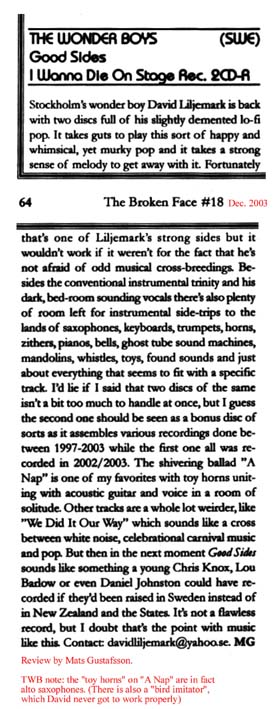 THE WONDER BOYS (SWE)
Good Sides
I Wanna Die On Stage Rec. 2CD-R
Stockholm's wonder boy David Liljemark is back
with two discs full of his slightly demented lo-fi
pop. It takes guts to play this sort of happy and
whimsical, yet murky pop and it takes a strong
sense of melody to get away with it. Fortunately
64 The Broken Face #18 Dec. 2003
that's one of Liljemark's strong sides but it
wouldn't work if it weren't for the fact that he's
not afraid of odd musical cross-breedings. Be-
sides the conventional instrumental trinity and his
dark, bed-room sounding vocals there's also plenty
of room left for instrumental side-trips to the
lands of saxophones, keyboards, trumpets, horns,
zithers, pianos, bells, ghost tube sound machines,
mandolins, whistles, toys, found sounds and just
about everything that seems to fit with a specific
track. I'd lie if I said that two discs of the same
isn't a bit too much to handle at once, but I guess
the second one should be seen as a bonus disc of
sorts as it assembles various recordings done be-
tween 1997-2003 while the first one all was re-
corded in 2002/2003. The shivering ballad "A
Nap" is one of my favorites with toy horns unit-
ing with acoustic guitar and voice in a room of
solitude. Other tracks are a whole lot weirder, like
"We Did It Our Way" which sounds like a cross
between white noise, celebrational carnival music
and pop. But then in the next moment Good Sides
sounds like something a young Chris Knox, Lou
Barlow or even Daniel Johnston could have re-
corded if they'd been raised in Sweden instead of
in New Zealand and the States. It's not a flawless
record, but I doubt that's the point with music
like this. Contact: davidliljemark@yahoo.se. MG
Review by Mats Gustafsson.
TWB note: the "toy horns" on "A Nap" are in fact
alto saxophones. (There is also a "bird imitator",
which David never got to work properly)